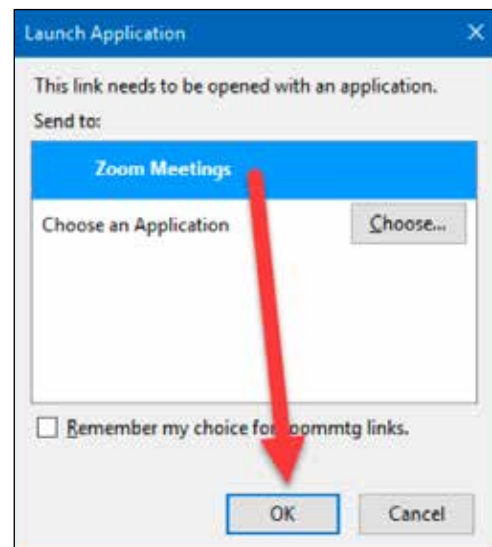 Launch Application
This link needs to be opened with an application.
Send to:
Zoom Meetings
Choose an Application
Choose...
Remember my choice for zoommtg links.
OK
Cancel